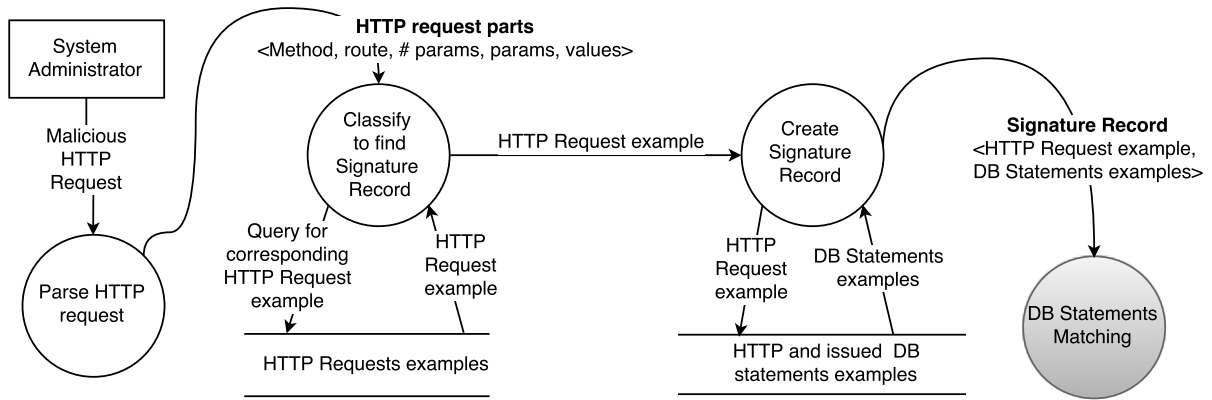 System
Administrator
Malicious
HTTP
Request
Parse HTTP
request
HTTP request parts
<Method, route, # params, params, values>
Classify
to find
Signature
Record
Query for
corresponding
HTTP Request
example
HTTP
Request
example
HTTP Requests examples
HTTP Request example
Create
Signature
Record
HTTP
Request
example
DB Statements
examples
HTTP and issued  DB
statements examples
Signature Record
<HTTP Request example,
DB Statements examples>
DB Statements
Matching